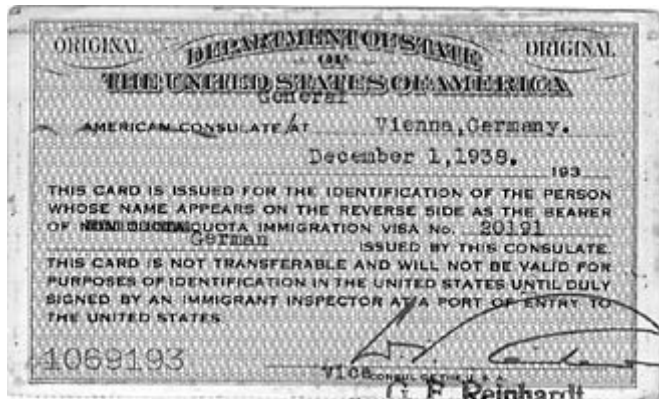 ORIGINAL DEPARTMENT OF STATE ORIGINAL
OF
THE UNITED STATES OF AMERICA
General
AMERICAN CONSULATE / AT Vienna, Germany.
December 1, 1938.
193
THIS CARD IS ISSUED FOR THE IDENTIFICATION OF THE PERSON
WHOSE NAME APPEARS ON THE REVERSE SIDE AS THE BEARER
OF QUOTA IMMIGRATION VISA No. 20191
German ISSUED BY THIS CONSULATE.
THIS CARD IS NOT TRANSFERABLE AND WILL NOT BE VALID FOR
PURPOSES OF IDENTIFICATION IN THE UNITED STATES UNTIL DULY
SIGNED BY AN IMMIGRANT INSPECTOR AT A PORT OF ENTRY TO
THE UNITED STATES.
1069193
Vice CONSUL OF THE U.S.A.
G. F. Reinhardt